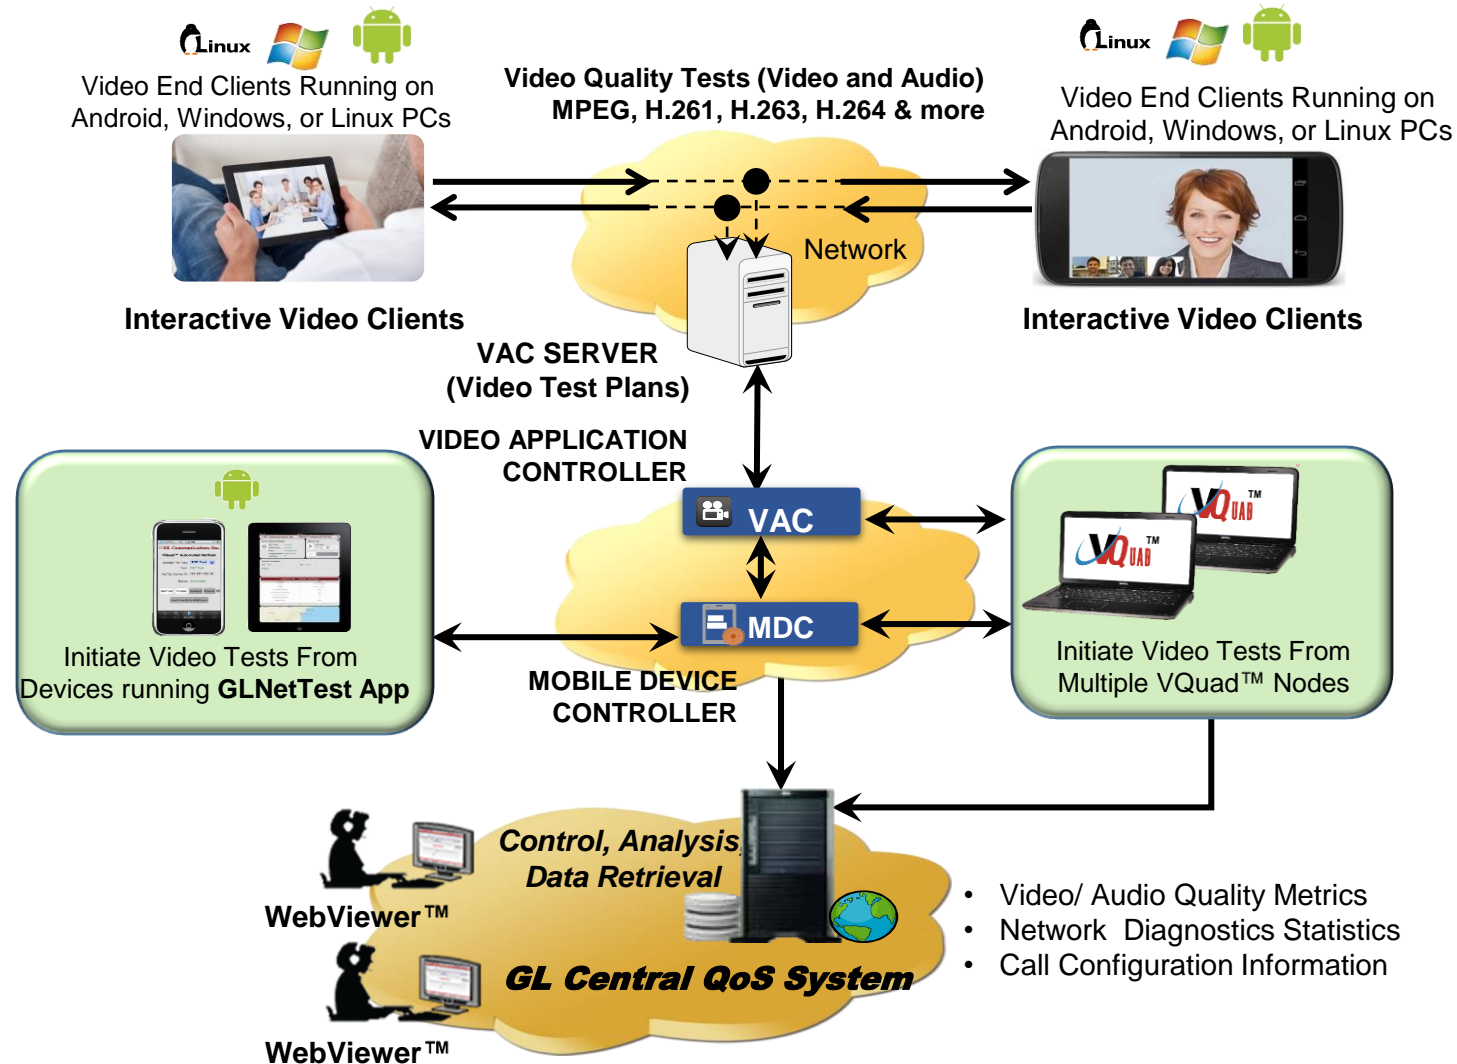 Linux
Video End Clients Running on
Android, Windows, or Linux PCs
Video Quality Tests (Video and Audio)
MPEG, H.261, H.263, H.264 & more
Linux
Video End Clients Running on
Android, Windows, or Linux PCs
Network
Interactive Video Clients
Interactive Video Clients
VAC SERVER
(Video Test Plans)
VIDEO APPLICATION
CONTROLLER
VAC
MDC
MOBILE DEVICE
CONTROLLER
Initiate Video Tests From
Devices running GLNetTest App
VQUAD™
VQUAD™
Initiate Video Tests From
Multiple VQuad™ Nodes
Control, Analysis,
Data Retrieval
WebViewer™
GL Central QoS System
WebViewer™
• Video/ Audio Quality Metrics
• Network Diagnostics Statistics
• Call Configuration Information